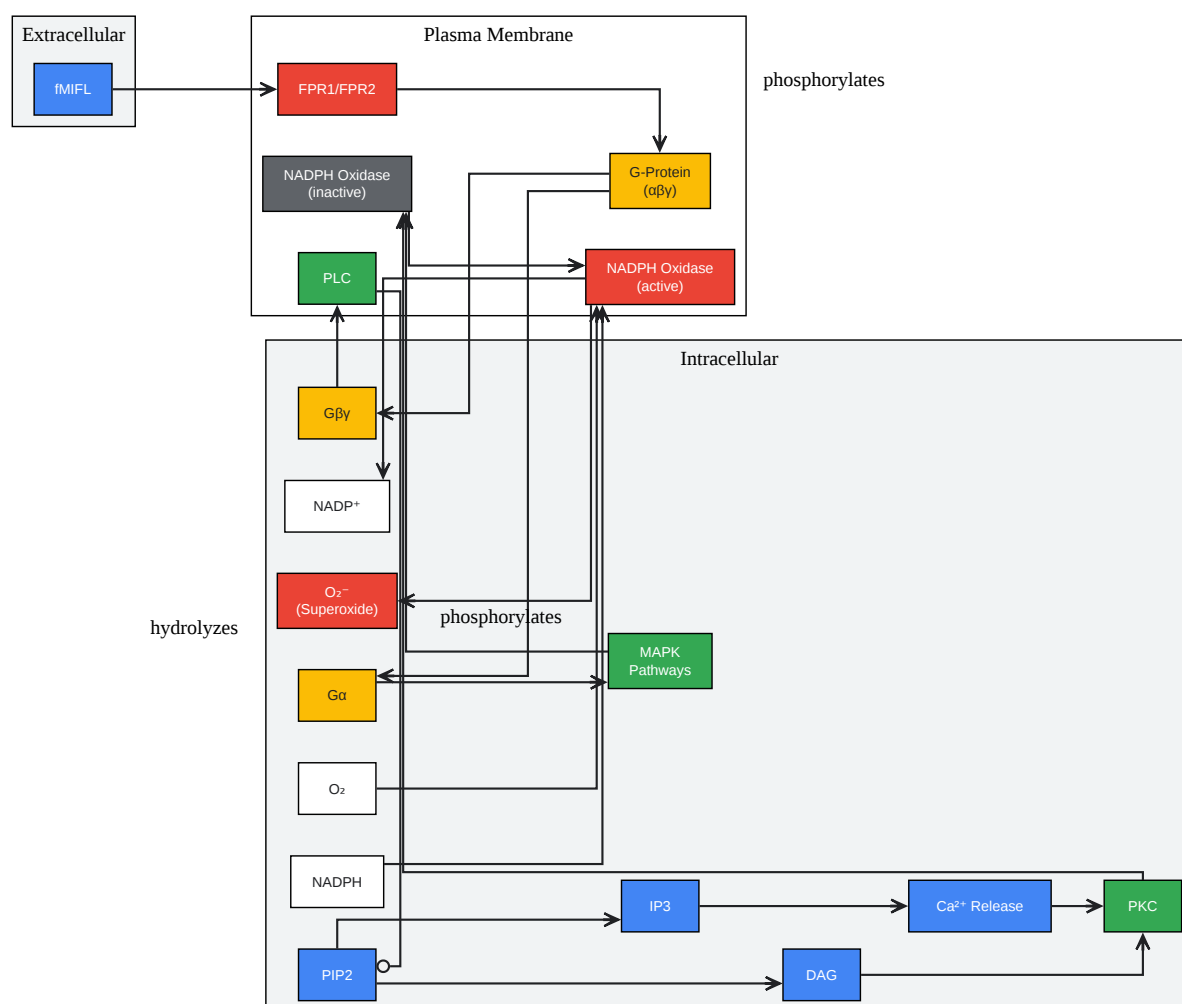 Extracellular
fMIFL
Plasma Membrane
FPR1/FPR2
phosphorylates
NADPH Oxidase
(inactive)
G-Protein
(αβγ)
PLC
NADPH Oxidase
(active)
Intracellular
Gβγ
NADP⁺
O₂⁻
(Superoxide)
hydrolyzes
phosphorylates
MAPK
Pathways
Gα
O₂
NADPH
IP3
Ca²⁺ Release
PKC
PIP2
DAG